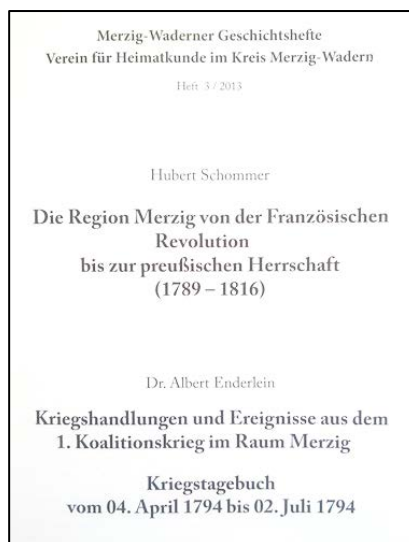 Merzig-Waderner Geschichtshefte
Verein für Heimatkunde im Kreis Merzig-Wadern
Heft 3 / 2013
Hubert Schommer
Die Region Merzig von der Französischen
Revolution
bis zur preußischen Herrschaft
(1789 – 1816)
Dr. Albert Enderlein
Kriegshandlungen und Ereignisse aus dem
1. Koalitionskrieg im Raum Merzig
Kriegstagebuch
vom 04. April 1794 bis 02. Juli 1794